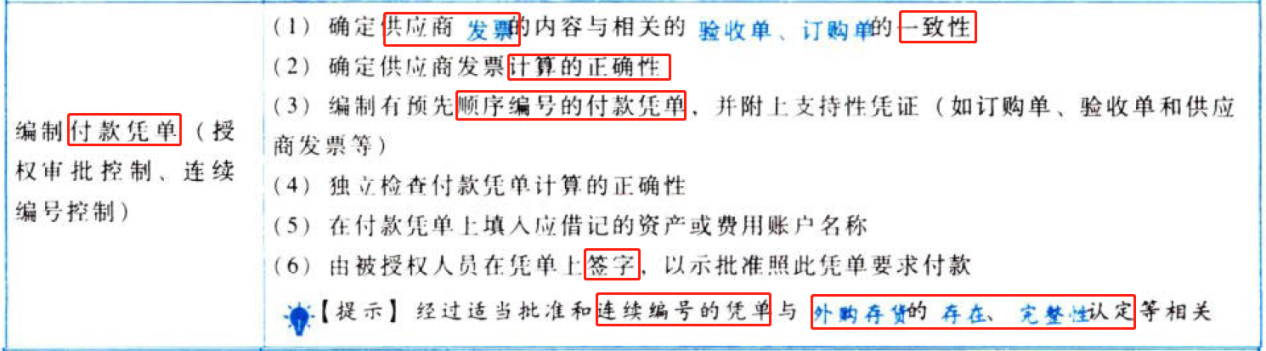 编制付款凭单（授
权审批控制、连续
编号控制）
（1）确定供应商发票的内容与相关的验收单、订购单的一致性
（2）确定供应商发票计算的正确性
（3）编制有预先顺序编号的付款凭单，并附上支持性凭证（如订购单、验收单和供应
商发票等）
（4）独立检查付款凭单计算的正确性
（5）在付款凭单上填入应借记的资产或费用账户名称
（6）由被授权人员在凭单上签字，以示批准照此凭单要求付款
【提示】经过适当批准和连续编号的凭单与外购存货的存在、完整性认定等相关